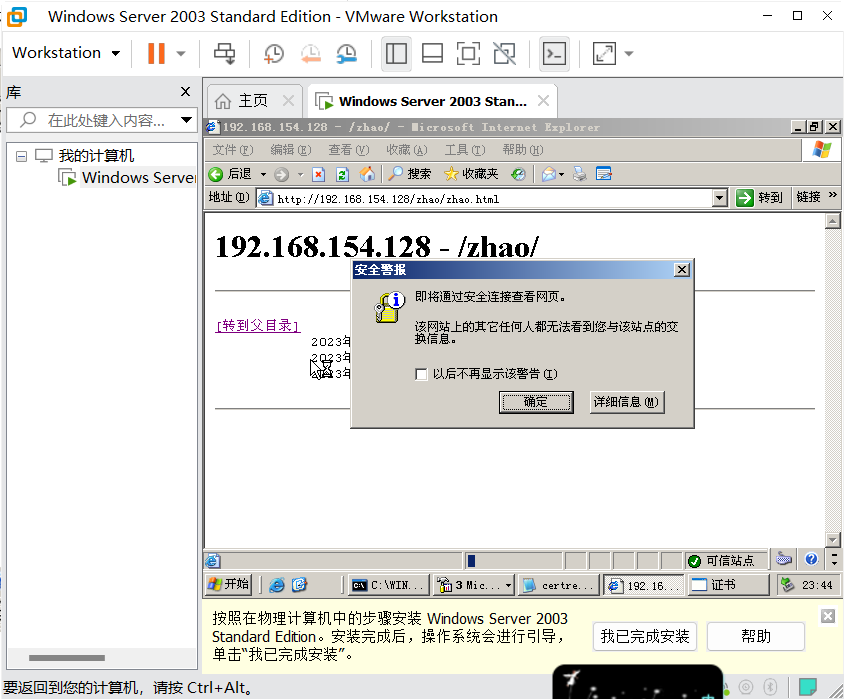 Windows Server 2003 Standard Edition - VMware Workstation
Workstation
库
主页
Windows Server 2003 Stan...
在此处键入内容...
192.168.154.128 - /zhao/ - Microsoft Internet Explorer
我的计算机
文件(F) 编辑(E) 查看(V) 收藏(A) 工具(T) 帮助(H)
Windows Server
后退 搜索 收藏夹
地址(D) http://192.168.154.128/zhao/zhao.html 转到 链接 »
192.168.154.128 - /zhao/
安全警报
即将通过安全连接查看网页。
该网站上的其它任何人都无法看到您与该站点的交
换信息。
[转到父目录]
2023年
2023年
2023年
以后不再显示该警告(I)
确定 详细信息(M)
可信站点
开始 C:\WIN... 3 Mic... certre... 192.16... 证书 23:44
按照在物理计算机中的步骤安装 Windows Server 2003
Standard Edition。安装完成后，操作系统会进行引导，
单击“我已完成安装”。
我已完成安装 帮助
要返回到您的计算机，请按 Ctrl+Alt。